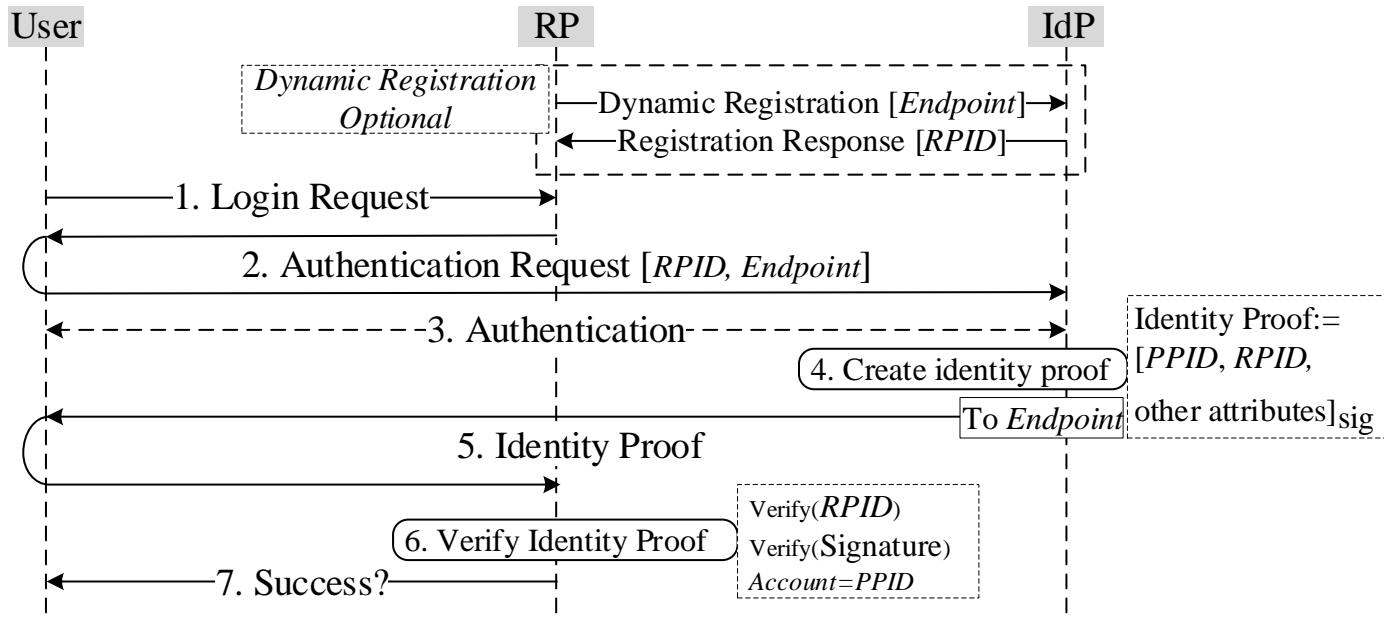 User
RP
IdP
Dynamic Registration
Optional
Dynamic Registration [Endpoint]
Registration Response [RPID]
1. Login Request
2. Authentication Request [RPID, Endpoint]
3. Authentication
Identity Proof:=
[PPID, RPID,
other attributes]sig
4. Create identity proof
To Endpoint
5. Identity Proof
6. Verify Identity Proof
Verify(RPID)
Verify(Signature)
Account=PPID
7. Success?